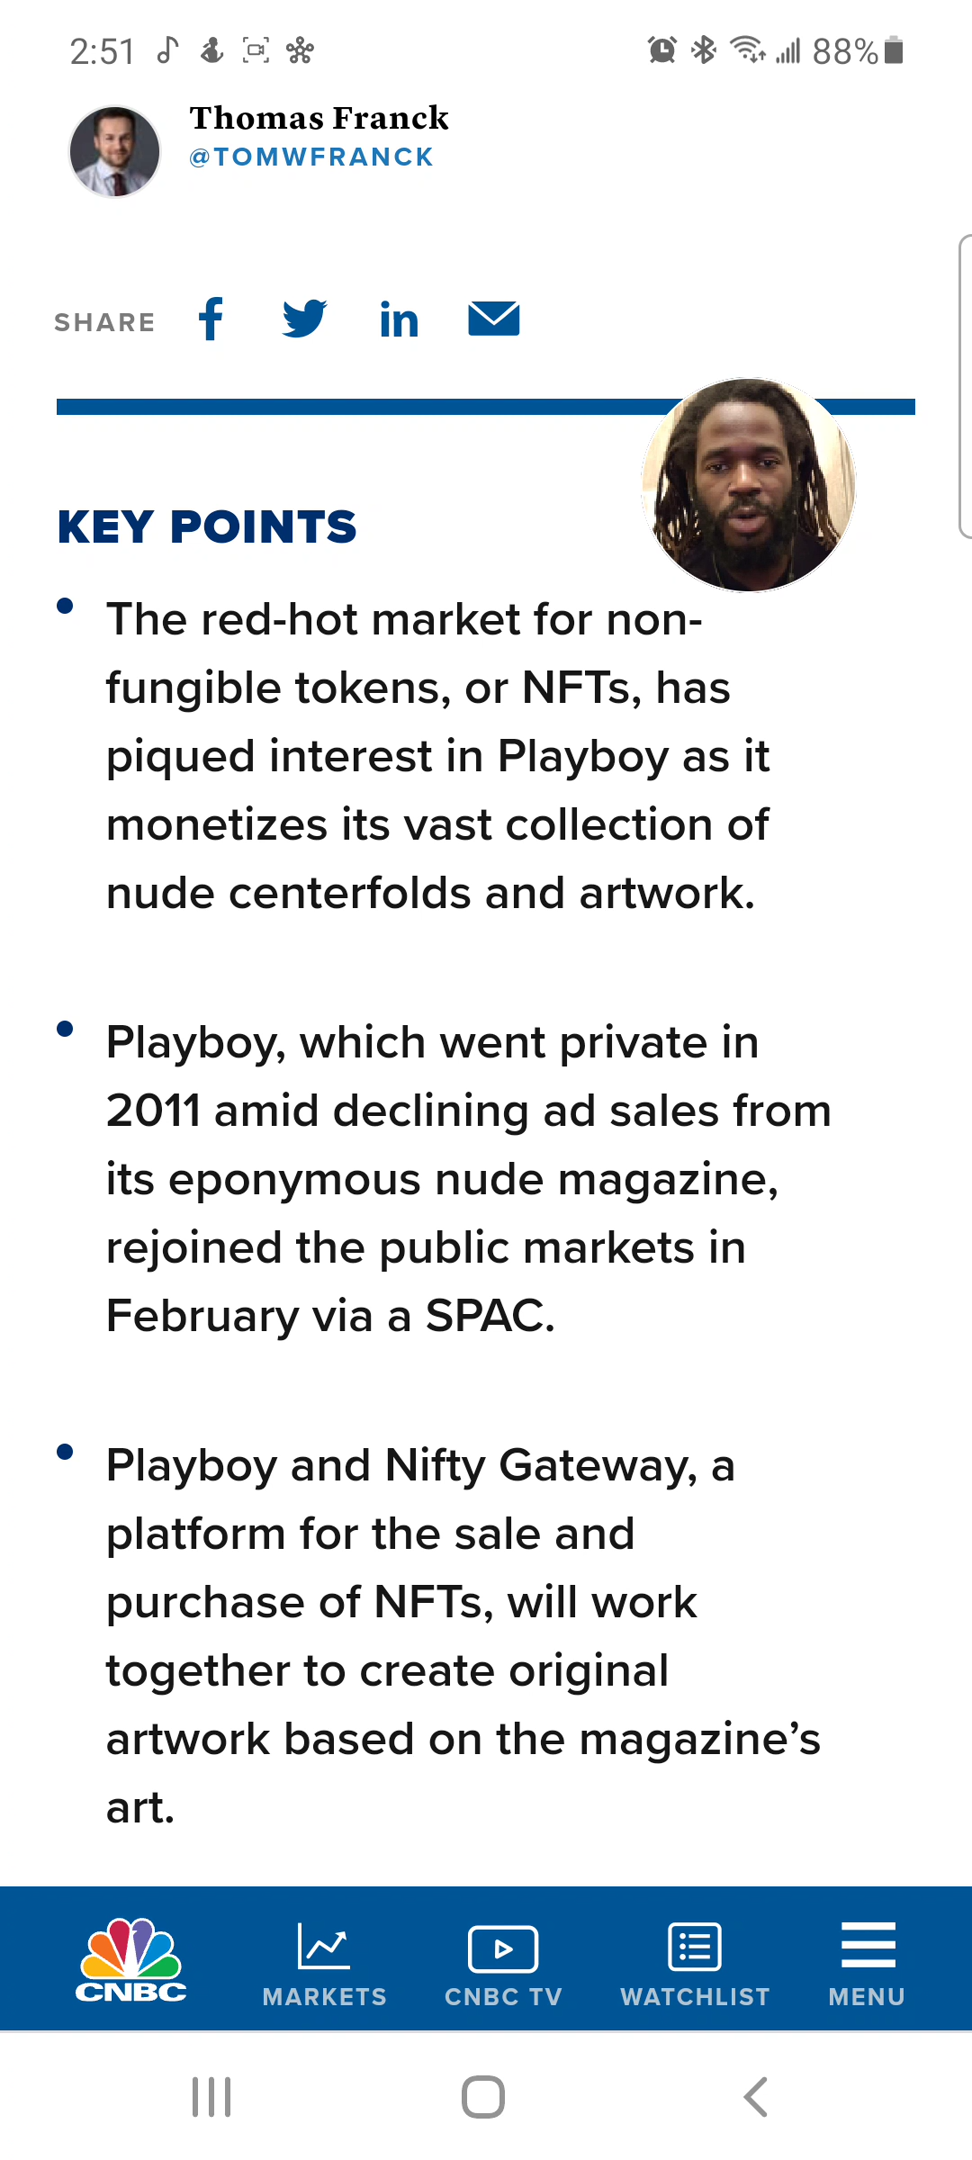 2:51
88%
Thomas Franck
@TOMWFRANCK
SHARE
KEY POINTS
The red-hot market for non-
fungible tokens, or NFTs, has
piqued interest in Playboy as it
monetizes its vast collection of
nude centerfolds and artwork.
Playboy, which went private in
2011 amid declining ad sales from
its eponymous nude magazine,
rejoined the public markets in
February via a SPAC.
Playboy and Nifty Gateway, a
platform for the sale and
purchase of NFTs, will work
together to create original
artwork based on the magazine’s
art.
CNBC
MARKETS
CNBC TV
WATCHLIST
MENU